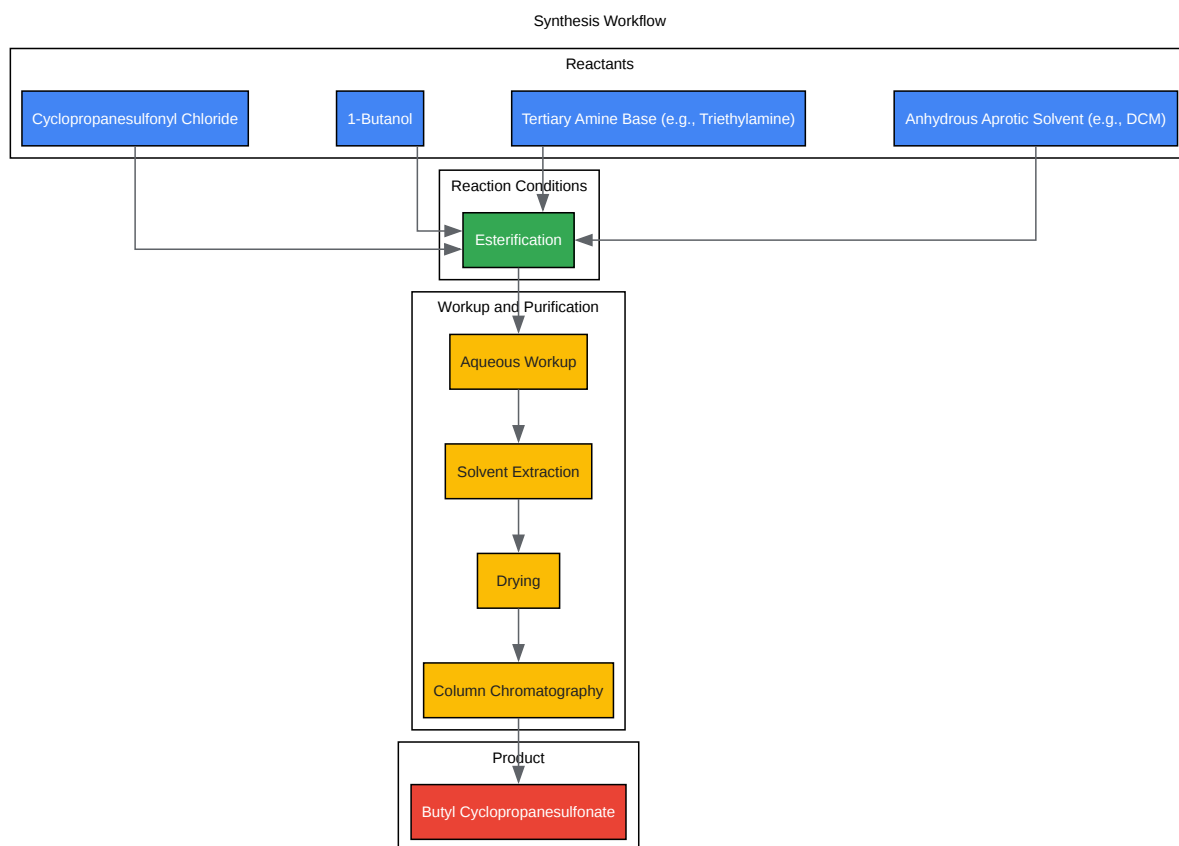 Synthesis Workflow
Reactants
Cyclopropanesulfonyl Chloride
1-Butanol
Tertiary Amine Base (e.g., Triethylamine)
Anhydrous Aprotic Solvent (e.g., DCM)
Reaction Conditions
Esterification
Workup and Purification
Aqueous Workup
Solvent Extraction
Drying
Column Chromatography
Product
Butyl Cyclopropanesulfonate